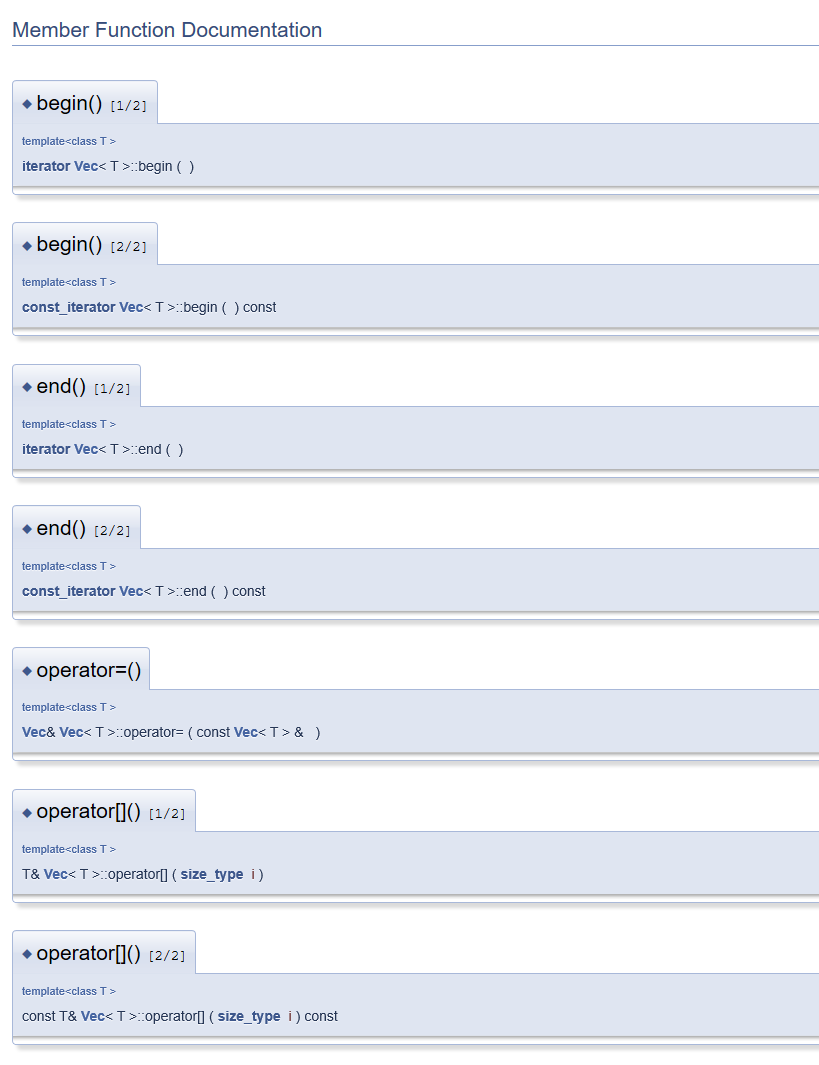 Member Function Documentation
◆ begin() [1/2]
template<class T >
iterator Vec< T >::begin ( )
◆ begin() [2/2]
template<class T >
const_iterator Vec< T >::begin ( ) const
◆ end() [1/2]
template<class T >
iterator Vec< T >::end ( )
◆ end() [2/2]
template<class T >
const_iterator Vec< T >::end ( ) const
◆ operator=()
template<class T >
Vec& Vec< T >::operator= ( const Vec< T > & )
◆ operator[]() [1/2]
template<class T >
T& Vec< T >::operator[] ( size_type i )
◆ operator[]() [2/2]
template<class T >
const T& Vec< T >::operator[] ( size_type i ) const